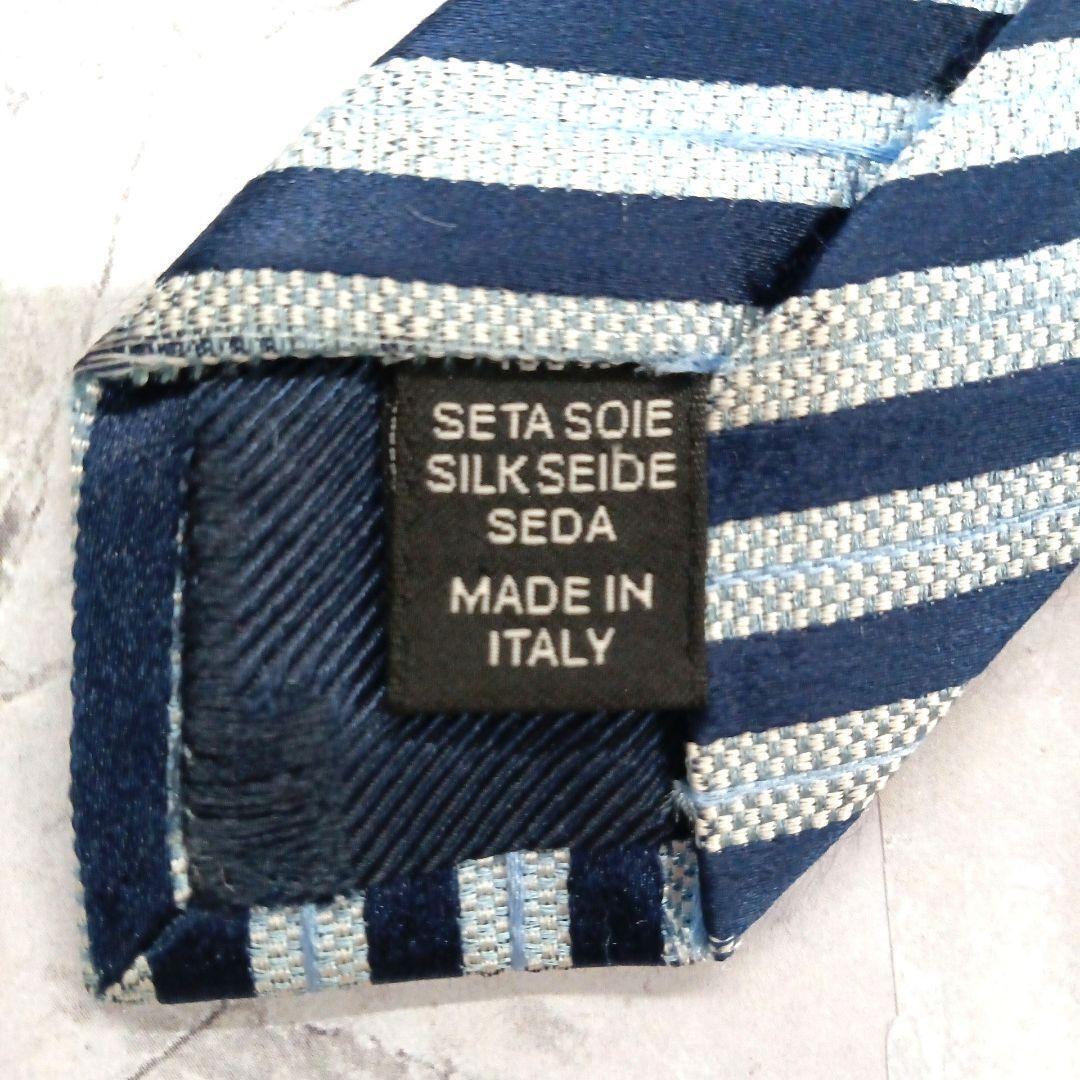 SETA SOIE
SILK SEIDE
SEDA
MADE IN
ITALY